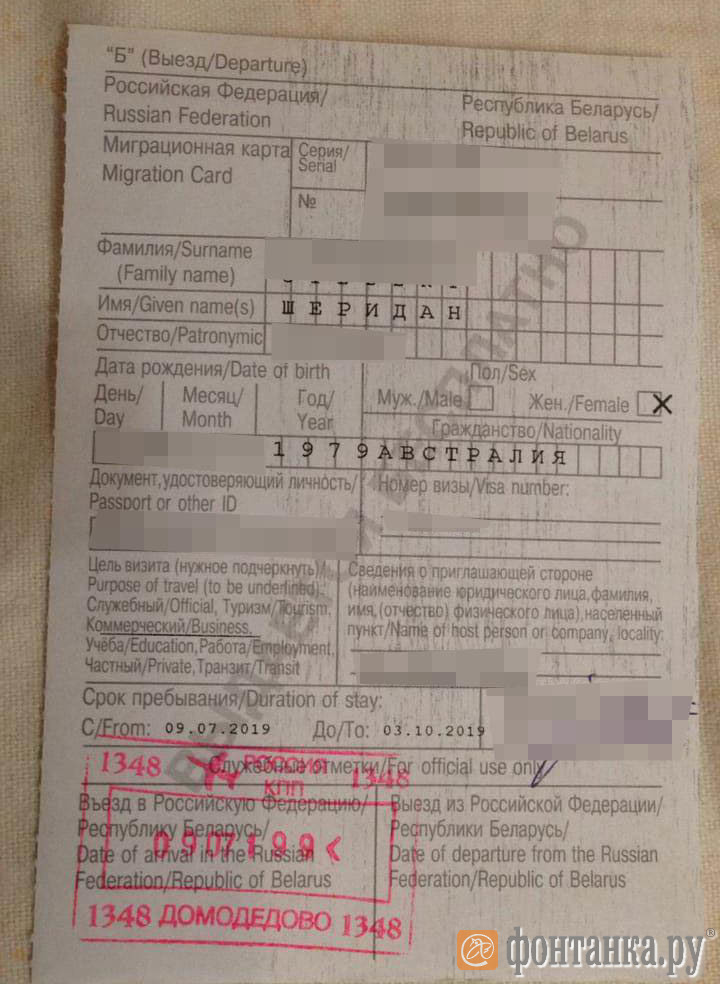 "Б" (Выезд/Departure)
Российская Федерация/
Russian Federation
Республика Беларусь/
Republic of Belarus
Миграционная карта
Migration Card
Серия/
Serial
№
Фамилия/Surname
(Family name)
Имя/Given name(s)
ШЕРИДАН
Отчество/Patronymic
Дата рождения/Date of birth
Пол/Sex
День/
Day
Месяц/
Month
Год/
Year
Муж./Male
Жен./Female X
Гражданство/Nationality
1979
АВСТРАЛИЯ
Документ,удостоверяющий личность/
Passport or other ID
Номер визы/Visa number:
Цель визита (нужное подчеркнуть)/
Purpose of travel (to be underlined):
Служебный/Official, Туризм/Tourism,
Коммерческий/Business,
Учёба/Education, Работа/Employment,
Частный/Private, Транзит/Transit
Сведения о приглашающей стороне
(наименование юридического лица,фамилия,
имя, (отчество) физического лица), населенный
пункт/Name of host person or company, locality:
Срок пребывания/Duration of stay:
С/From: 09.07.2019
До/To: 03.10.2019
Служебные отметки/For official use only
1348 РОССИЯ 1348
КПП
Въезд в Российскую Федерацию/
Республику Беларусь/
Date of arrival in the Russian
Federation/Republic of Belarus
Выезд из Российской Федерации/
Республики Беларусь/
Date of departure from the Russian
Federation/Republic of Belarus
1348 ДОМОДЕДОВО 1348
фонтанка.ру®